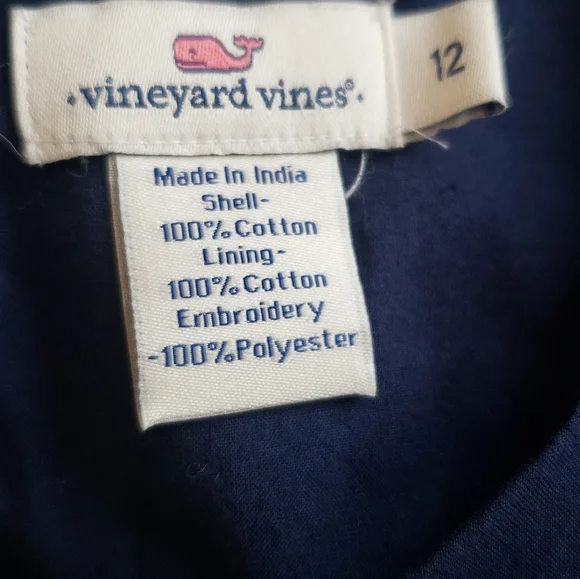 ·vineyard vines®·
12
Made In India
Shell-
100% Cotton
Lining-
100% Cotton
Embroidery
-100% Polyester